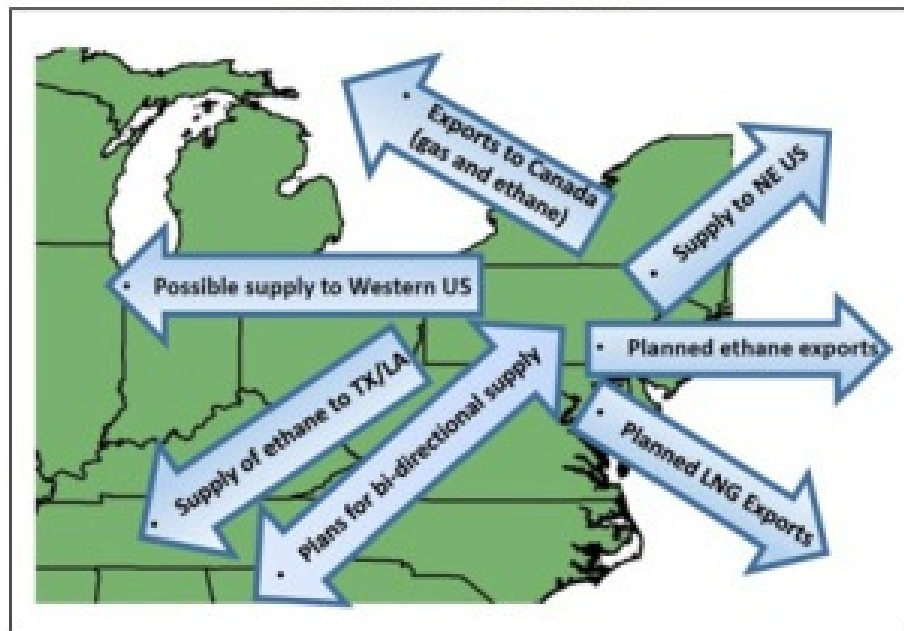 Exports to Canada
(gas and ethane)
Supply to NE US
Possible supply to Western US
Planned ethane exports
Supply of ethane to TX/LA
Plans for bi-directional supply
Planned LNG Exports